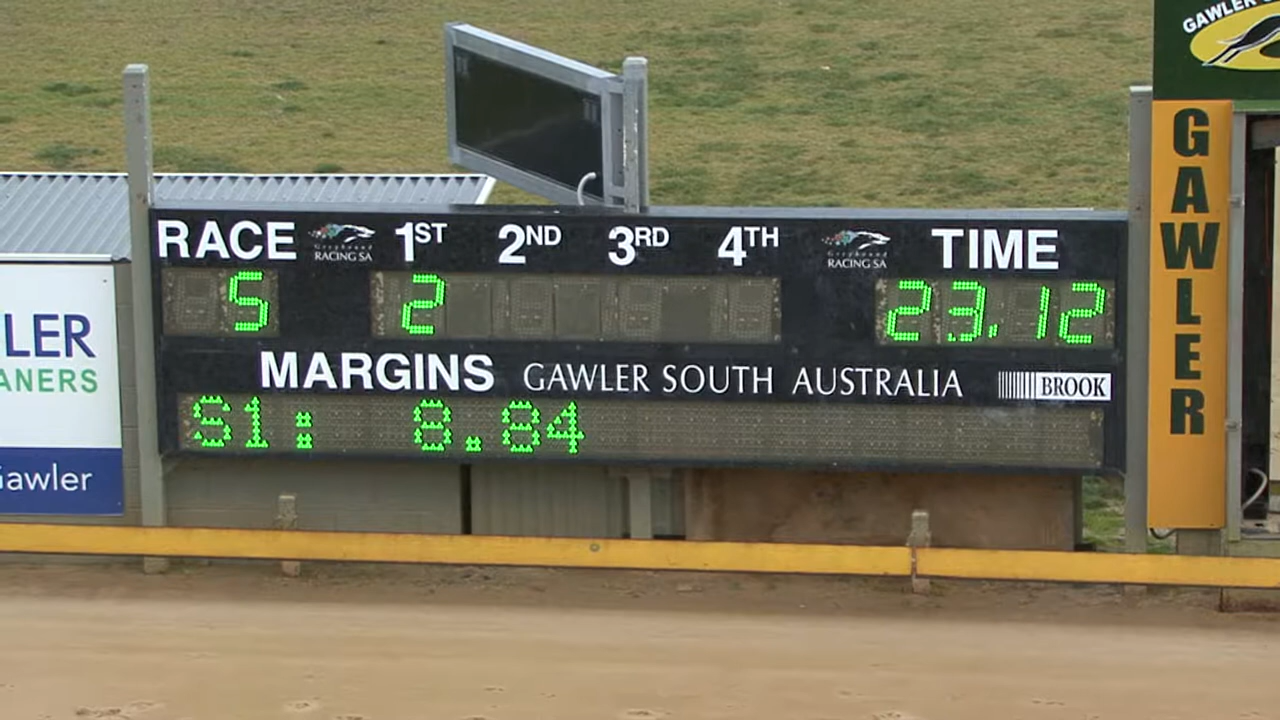 GAWLER
GAWLER
RACE
Greyhound
RACING SA
1ST 2ND 3RD 4TH
Greyhound
RACING SA
TIME
5 2 23.12
MARGINS GAWLER SOUTH AUSTRALIA BROOK
S1: 8.84
LER
ANERS
Gawler